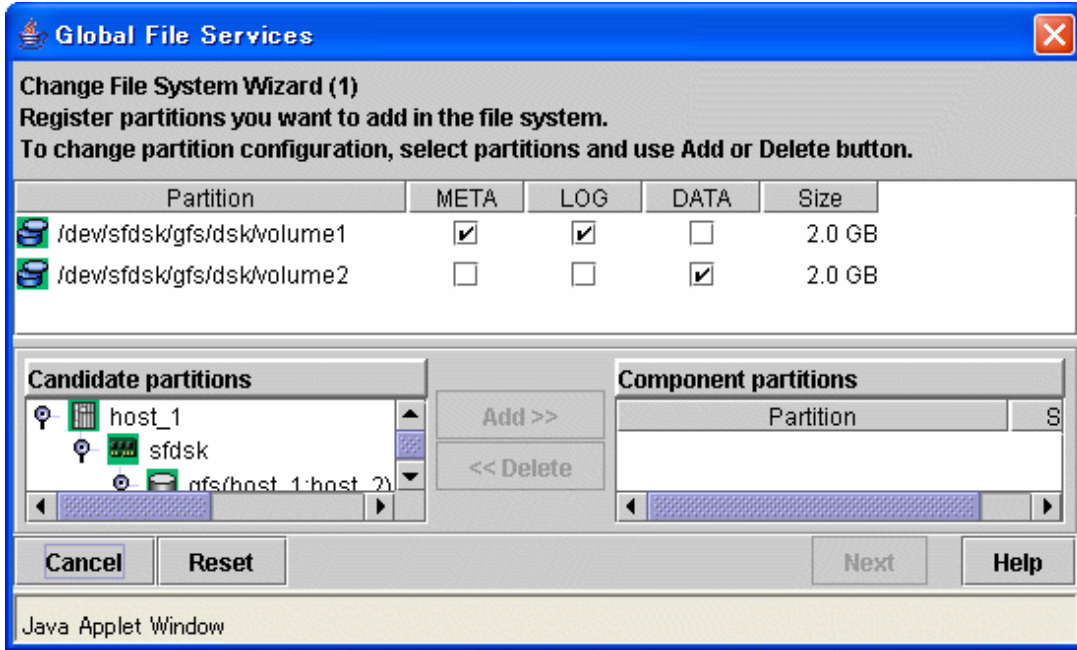 Global File Services
Change File System Wizard (1)
Register partitions you want to add in the file system.
To change partition configuration, select partitions and use Add or Delete button.
Partition META LOG DATA Size
/dev/sfdsk/gfs/dsk/volume1 2.0 GB
/dev/sfdsk/gfs/dsk/volume2 2.0 GB
Candidate partitions
host_1
sfdsk
gfs(host_1:host_2)
Add >>
<< Delete
Component partitions
Partition S
Cancel Reset Next Help
Java Applet Window